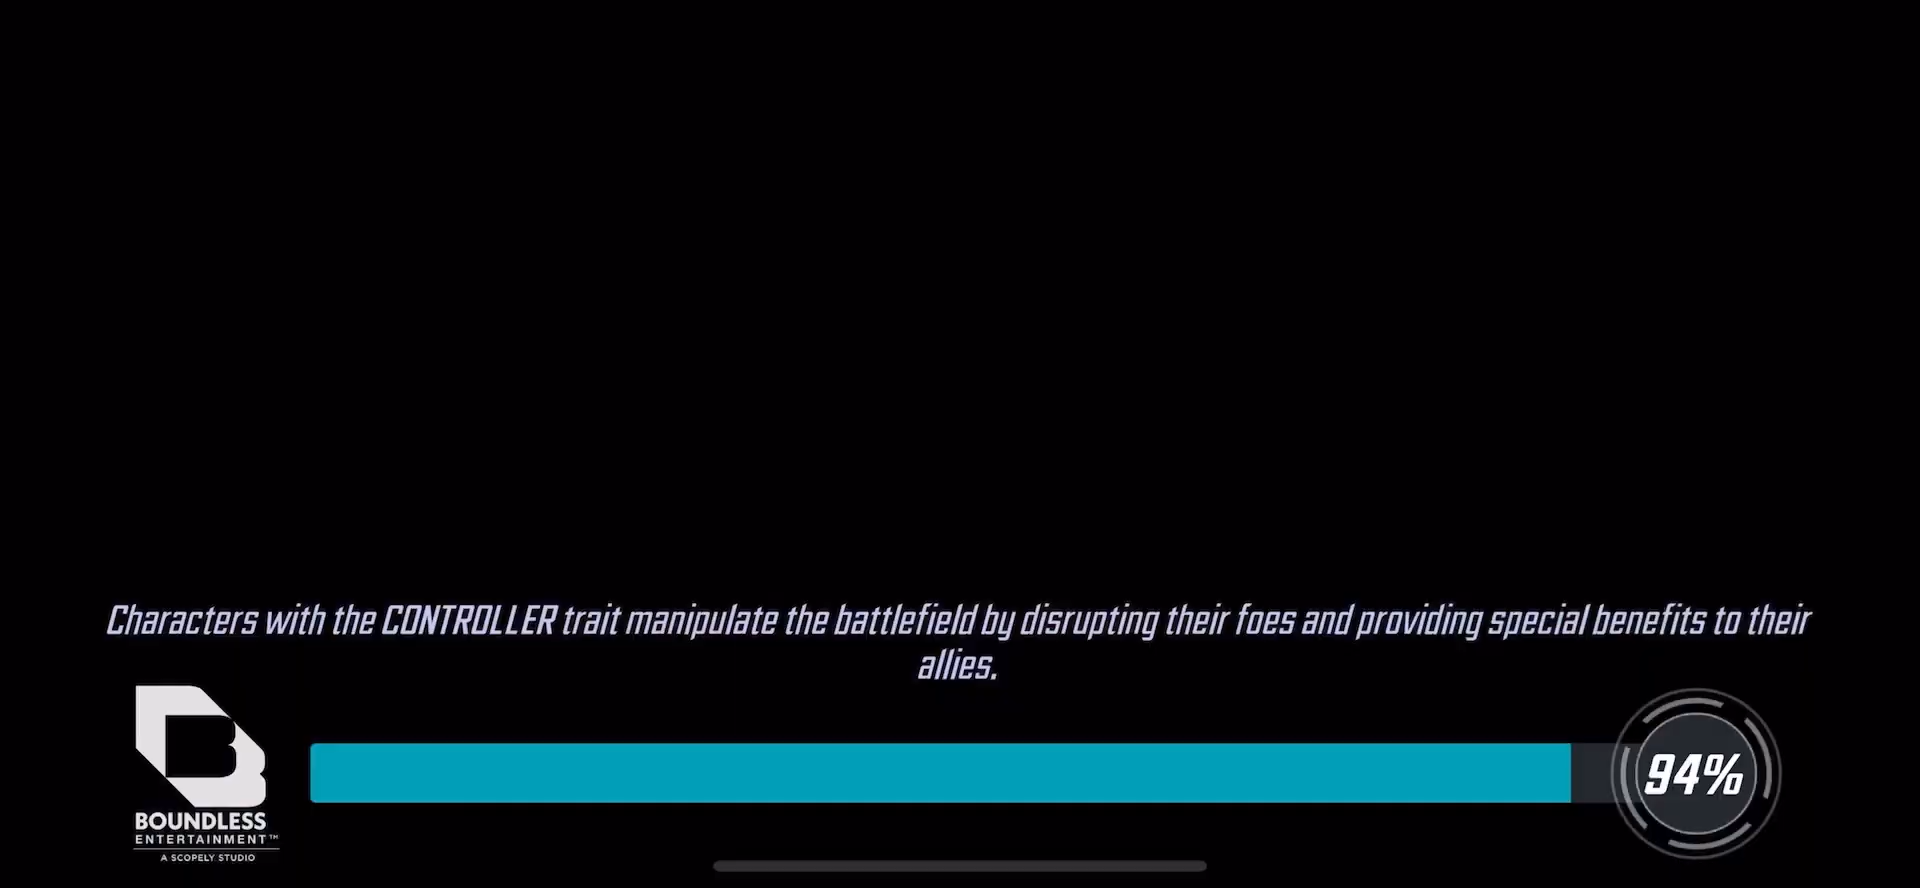 Characters with the CONTROLLER trait manipulate the battlefield by disrupting their foes and providing special benefits to their
allies.
94%
BOUNDLESS
ENTERTAINMENT™
A SCOPELY STUDIO